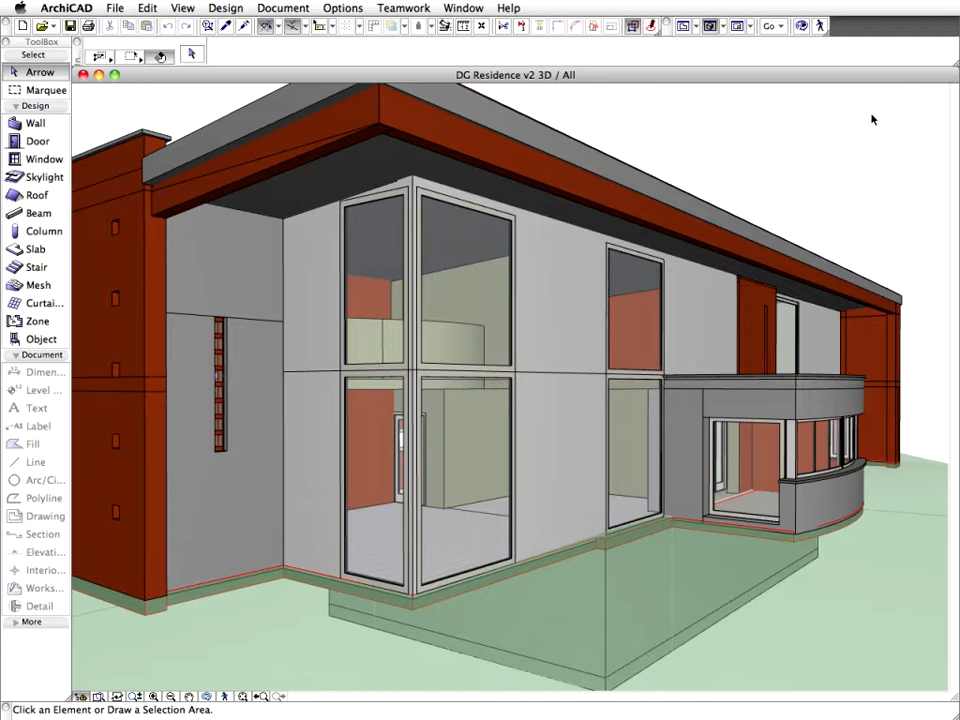 ArchiCAD File Edit View Design Document Options Teamwork Window Help
Go
ToolBox
Select
Arrow
Marquee
Design
Wall
Door
Window
Skylight
Roof
Beam
Column
Slab
Stair
Mesh
Curtai...
Zone
Object
Document
Dimen...
Level ...
A Text
A1 Label
Fill
Line
Arc/Ci...
Polyline
Drawing
Section
Elevati...
Interio...
Works...
Detail
More
DG Residence v2 3D / All
Click an Element or Draw a Selection Area.